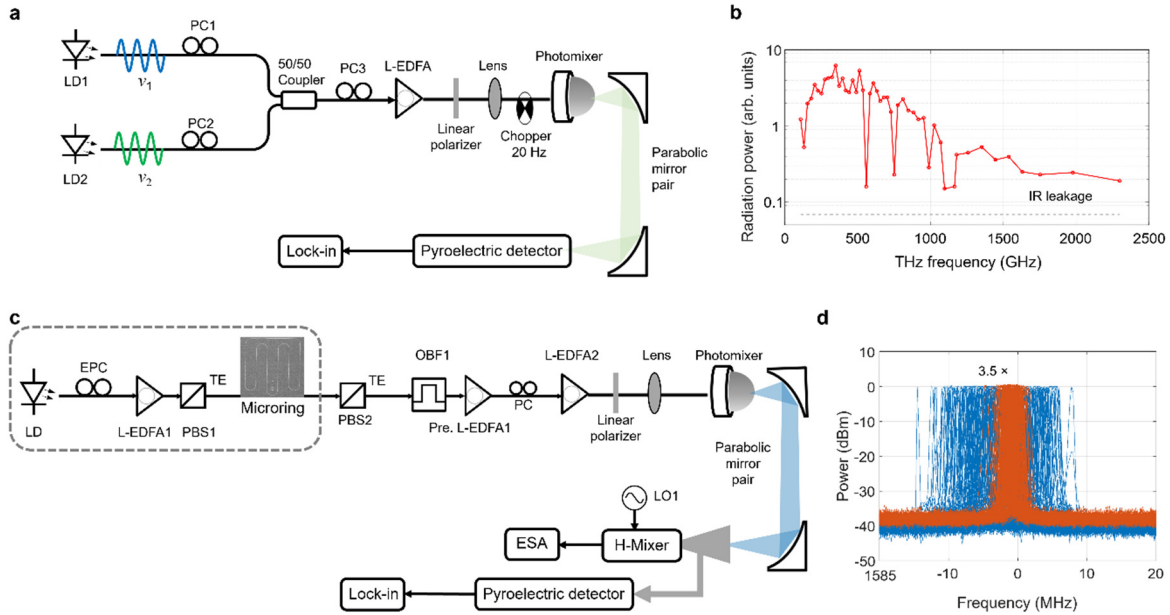 a
PC1
LD1
v1
50/50
Coupler
PC3
L-EDFA
Lens
Photomixer
PC2
LD2
v2
Linear
polarizer
Chopper
20 Hz
Parabolic
mirror
pair
Lock-in
Pyroelectric detector
b
Radiation power (arb. units)
10
1
0.1
IR leakage
0
500
1000
1500
2000
2500
THz frequency (GHz)
c
EPC
TE
LD
L-EDFA1
PBS1
Microring
TE
PBS2
OBF1
Pre. L-EDFA1
PC
L-EDFA2
Lens
Photomixer
Linear
polarizer
Parabolic
mirror
pair
LO1
ESA
H-Mixer
Lock-in
Pyroelectric detector
d
3.5 ×
Power (dBm)
10
0
-10
-20
-30
-40
-50
1585
-10
0
10
20
Frequency (MHz)